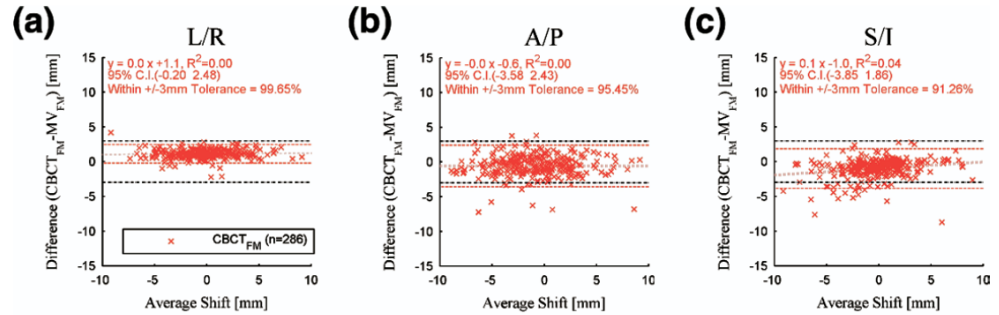 (a)
L/R
Difference (CBCT_FM-MV_FM) [mm]
15
10
5
0
-5
-10
-15
y = 0.0 x +1.1, R²=0.00
95% C.I.(-0.20 2.48)
Within +/-3mm Tolerance = 99.65%
CBCT_FM (n=286)
-10 -5 0 5 10
Average Shift [mm]
(b)
A/P
Difference (CBCT_FM-MV_FM) [mm]
15
10
5
0
-5
-10
-15
y = -0.0 x -0.6, R²=0.00
95% C.I.(-3.58 2.43)
Within +/-3mm Tolerance = 95.45%
-10 -5 0 5 10
Average Shift [mm]
(c)
S/I
Difference (CBCT_FM-MV_FM) [mm]
15
10
5
0
-5
-10
-15
y = 0.1 x -1.0, R²=0.04
95% C.I.(-3.85 1.86)
Within +/-3mm Tolerance = 91.26%
-10 -5 0 5 10
Average Shift [mm]